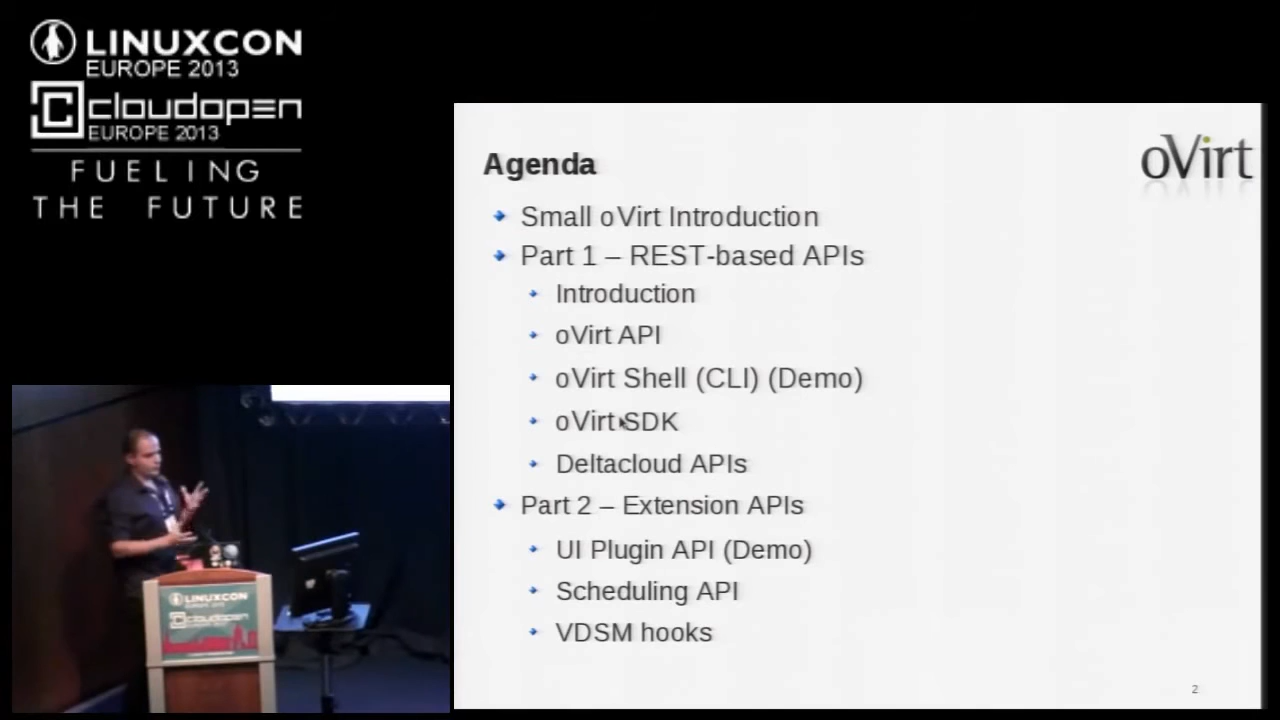 LINUXCON
EUROPE 2013
cloudopen
EUROPE 2013
FUELING
THE FUTURE
oVirt
Agenda
Small oVirt Introduction
Part 1 – REST-based APIs
Introduction
oVirt API
oVirt Shell (CLI) (Demo)
oVirt SDK
Deltacloud APIs
Part 2 – Extension APIs
UI Plugin API (Demo)
Scheduling API
VDSM hooks
2
LINUXCON
cloudopen